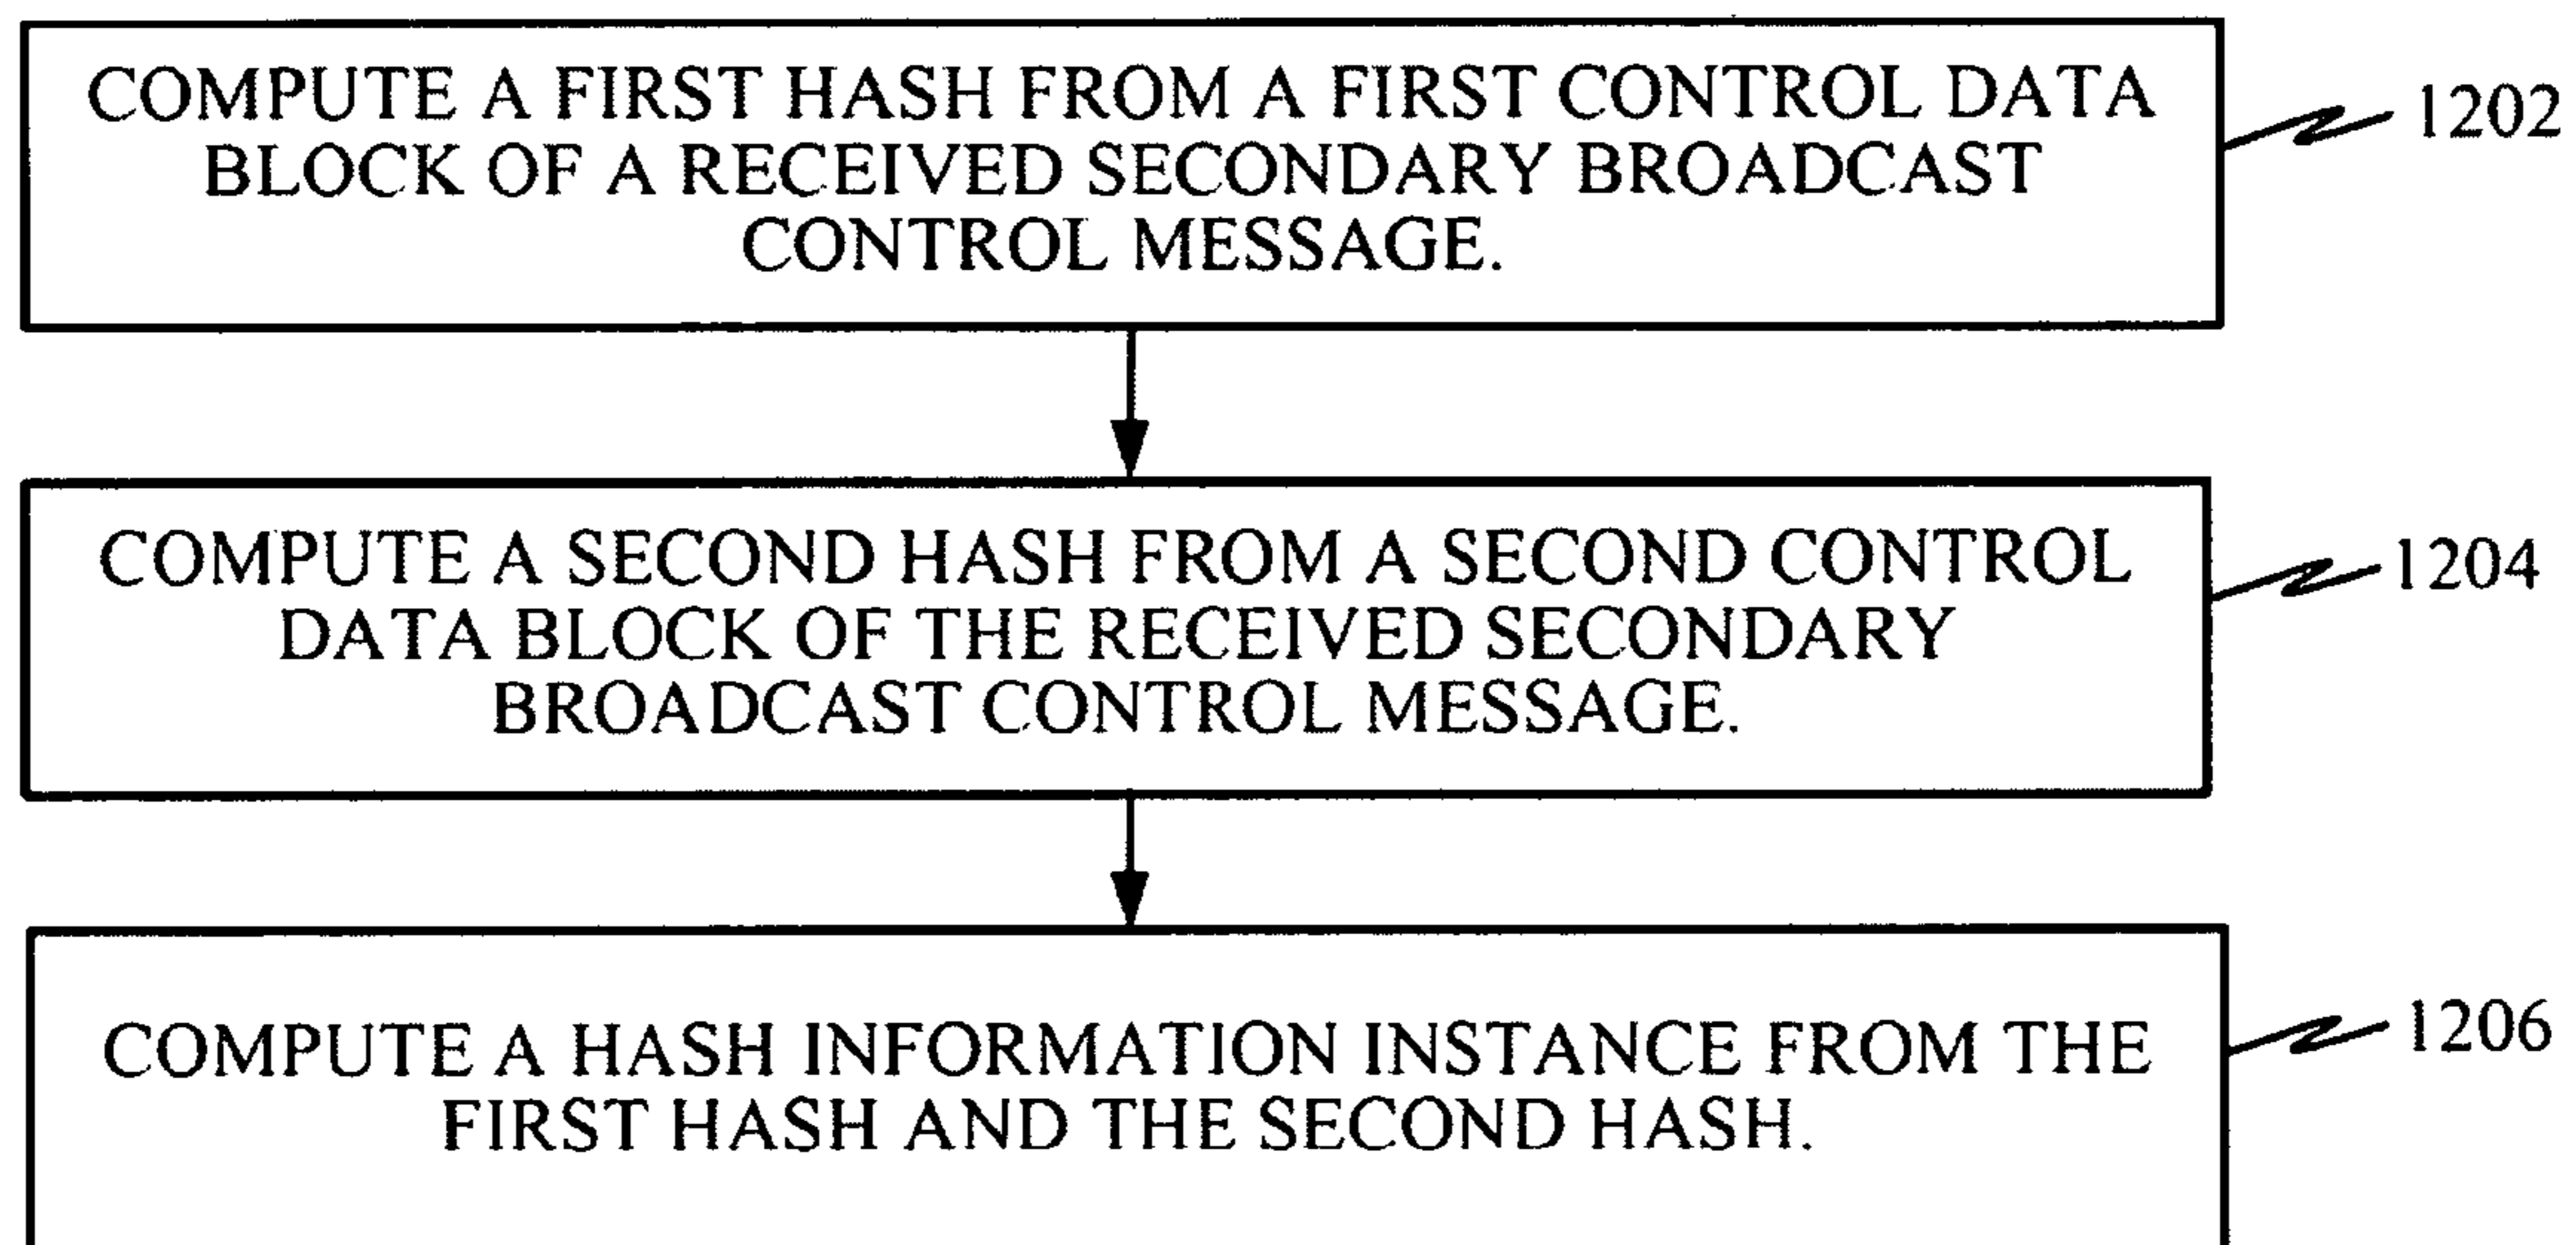 COMPUTE A FIRST HASH FROM A FIRST CONTROL DATA
BLOCK OF A RECEIVED SECONDARY BROADCAST
CONTROL MESSAGE.
1202
COMPUTE A SECOND HASH FROM A SECOND CONTROL
DATA BLOCK OF THE RECEIVED SECONDARY
BROADCAST CONTROL MESSAGE.
1204
COMPUTE A HASH INFORMATION INSTANCE FROM THE
FIRST HASH AND THE SECOND HASH.
1206